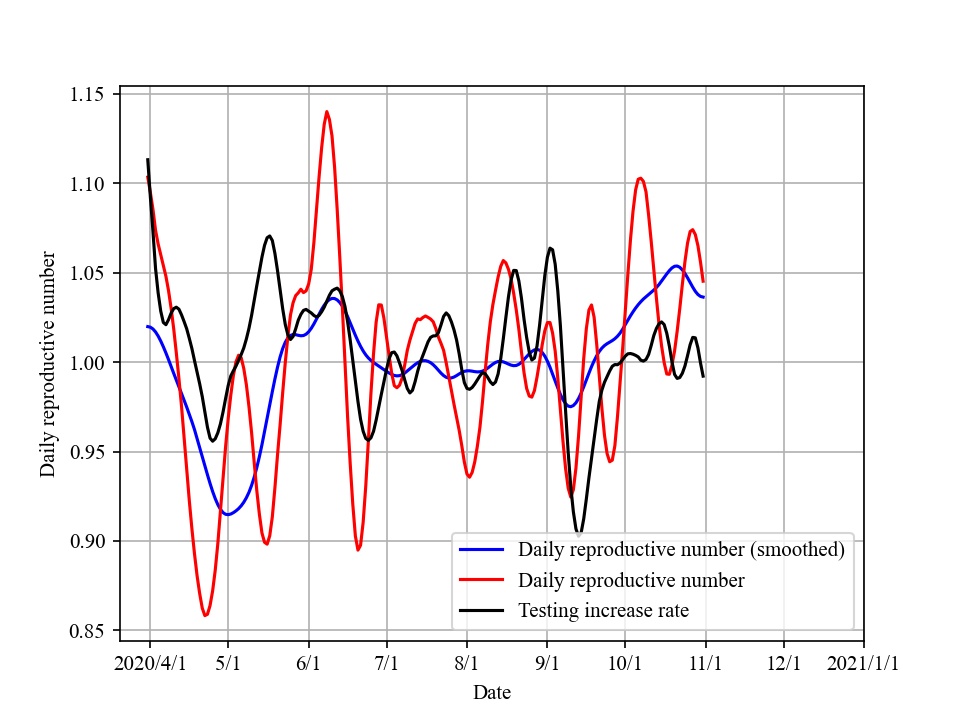 1.15
1.10
1.05
1.00
0.95
0.90
0.85
Daily reproductive number
Daily reproductive number (smoothed)
Daily reproductive number
Testing increase rate
2020/4/1 5/1 6/1 7/1 8/1 9/1 10/1 11/1 12/1 2021/1/1
Date